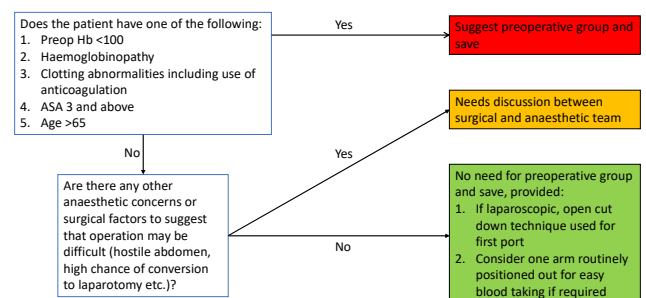 Does the patient have one of the following:
1. Preop Hb <100
2. Haemoglobinopathy
3. Clotting abnormalities including use of
anticoagulation
4. ASA 3 and above
5. Age >65
Yes
Suggest preoperative group and
save
No
Are there any other
anaesthetic concerns or
surgical factors to suggest
that operation may be
difficult (hostile abdomen,
high chance of conversion
to laparotomy etc.)?
Yes
Needs discussion between
surgical and anaesthetic team
No
No need for preoperative group
and save, provided:
1. If laparoscopic, open cut
down technique used for
first port
2. Consider one arm routinely
positioned out for easy
blood taking if required